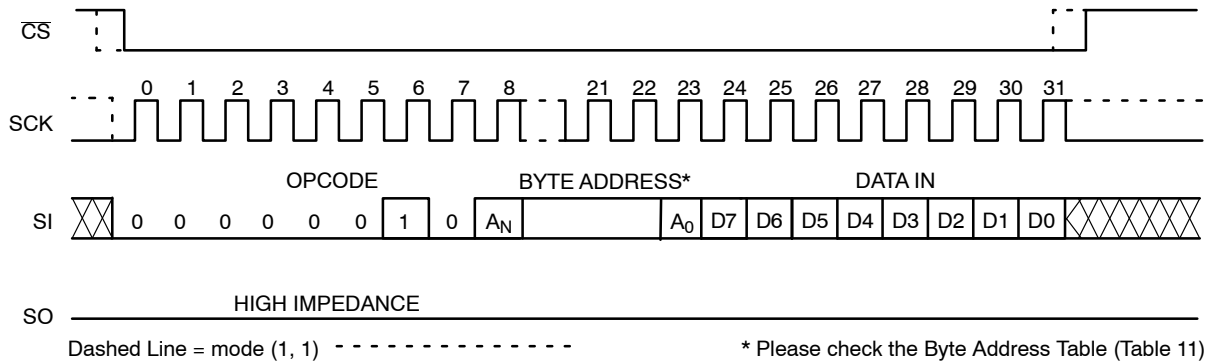 CS
0 1 2 3 4 5 6 7 8 21 22 23 24 25 26 27 28 29 30 31
SCK
OPCODE BYTE ADDRESS* DATA IN
SI 0 0 0 0 0 0 1 0 AN A0 D7 D6 D5 D4 D3 D2 D1 D0
HIGH IMPEDANCE
SO
Dashed Line = mode (1, 1) * Please check the Byte Address Table (Table 11)